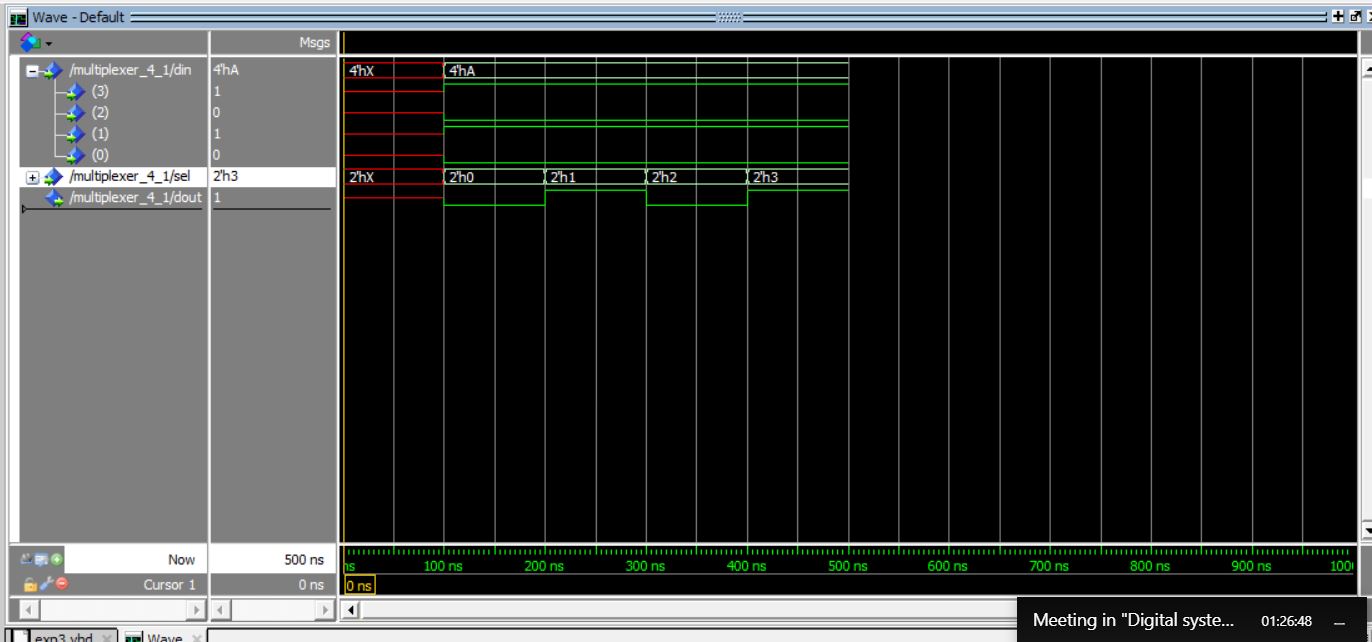 Wave - Default
Msgs
/multiplexer_4_1/din 4'hA 4'hX 4'hA
(3) 1
(2) 0
(1) 1
(0) 0
/multiplexer_4_1/sel 2'h3 2'hX 2'h0 2'h1 2'h2 2'h3
/multiplexer_4_1/dout 1
Now 500 ns ns 100 ns 200 ns 300 ns 400 ns 500 ns 600 ns 700 ns 800 ns 900 ns 100
Cursor 1 0 ns 0 ns
Meeting in "Digital syste... 01:26:48
exp3.vhd Wave